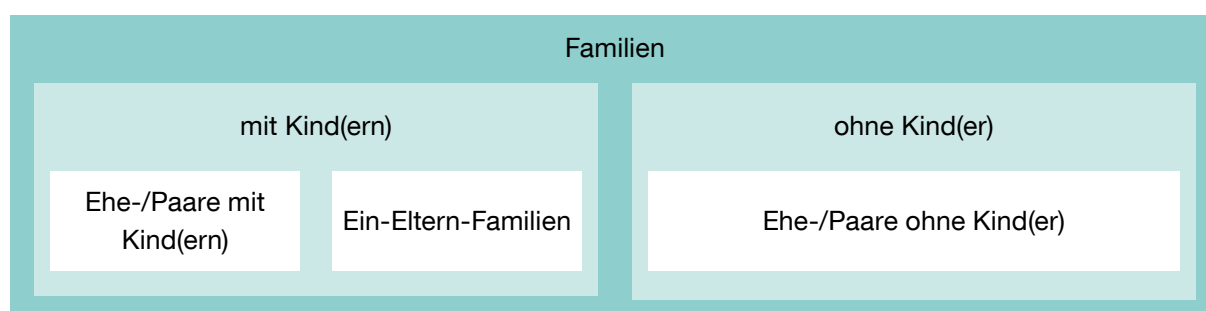 Familien
mit Kind(ern)
ohne Kind(er)
Ehe-/Paare mit
Kind(ern)
Ein-Eltern-Familien
Ehe-/Paare ohne Kind(er)